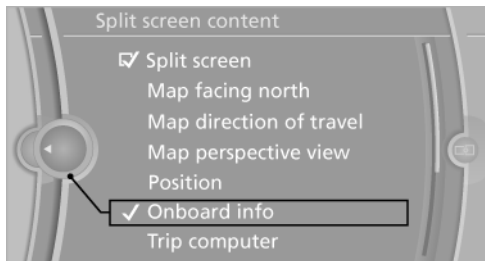 Split screen content
Split screen
Map facing north
Map direction of travel
Map perspective view
Position
Onboard info
Trip computer